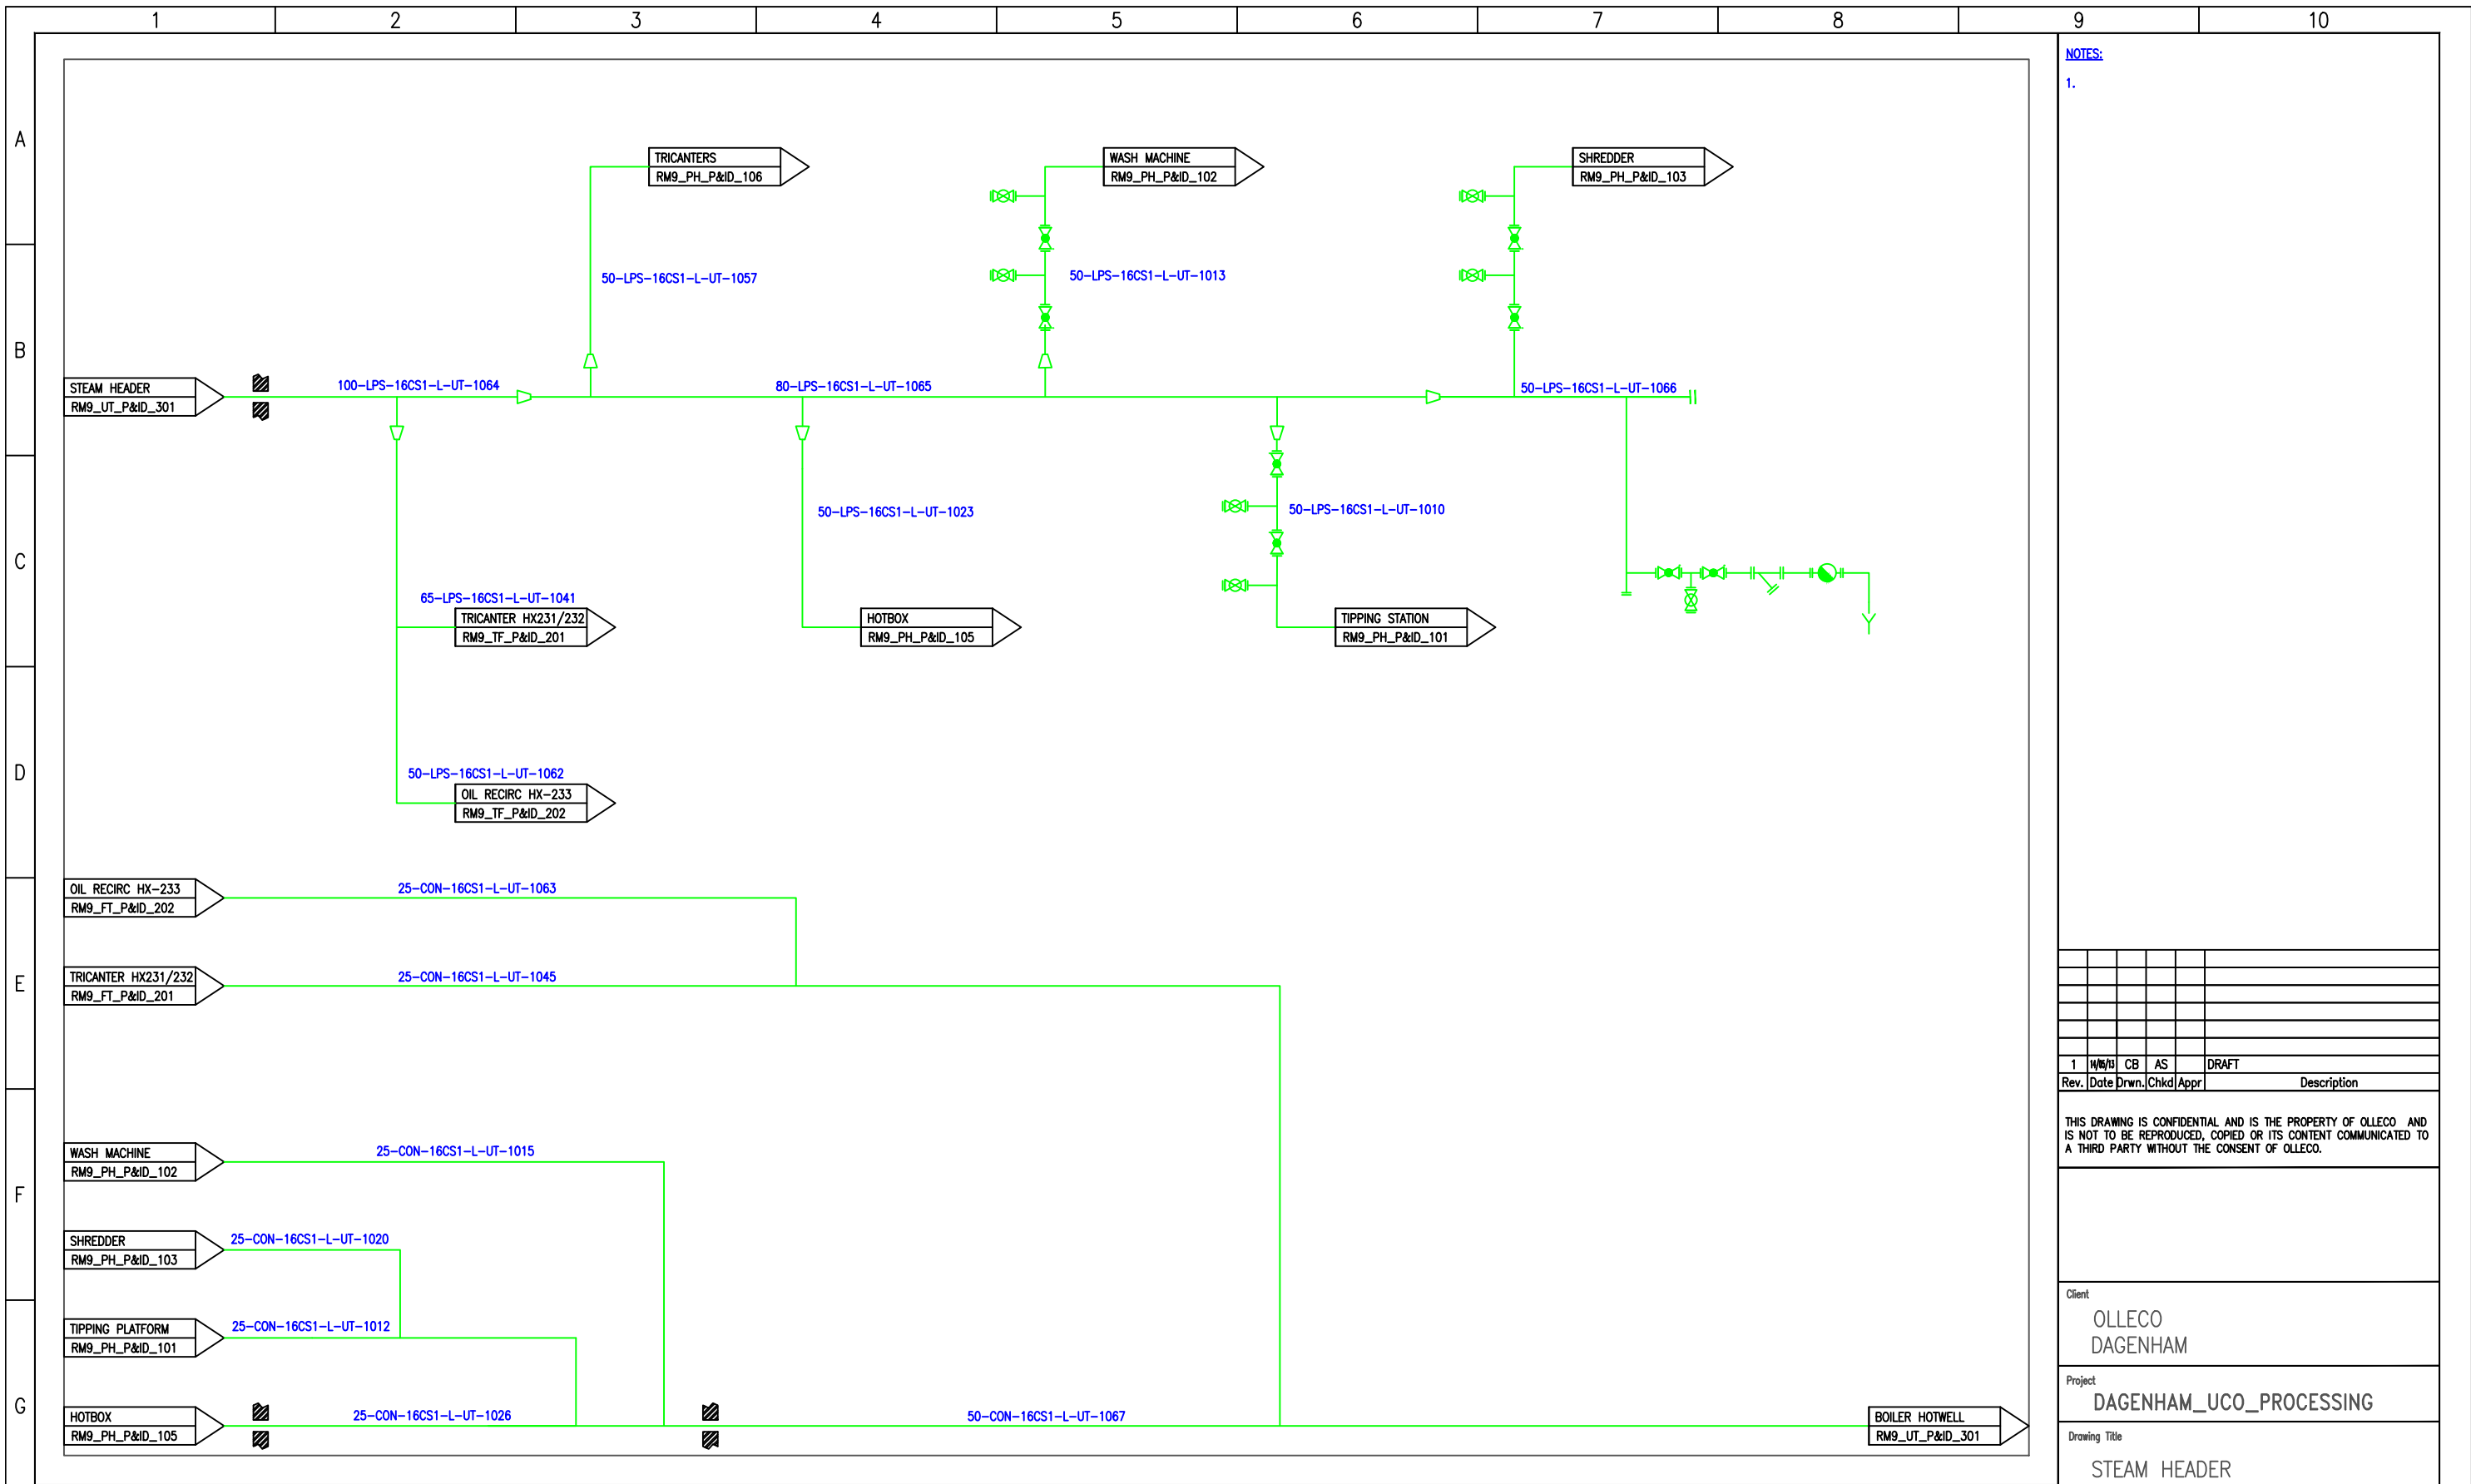 1 2 3 4 5 6 7 8 9 10
A
B
C
D
E
F
G
NOTES:
1.
TRICANTERS
RM9_PH_P&ID_106
WASH MACHINE
RM9_PH_P&ID_102
SHREDDER
RM9_PH_P&ID_103
50-LPS-16CS1-L-UT-1057
50-LPS-16CS1-L-UT-1013
STEAM HEADER
RM9_UT_P&ID_301
100-LPS-16CS1-L-UT-1064
80-LPS-16CS1-L-UT-1065
50-LPS-16CS1-L-UT-1066
50-LPS-16CS1-L-UT-1023
50-LPS-16CS1-L-UT-1010
65-LPS-16CS1-L-UT-1041
TRICANTER HX231/232
RM9_TF_P&ID_201
HOTBOX
RM9_PH_P&ID_105
TIPPING STATION
RM9_PH_P&ID_101
50-LPS-16CS1-L-UT-1062
OIL RECIRC HX-233
RM9_TF_P&ID_202
OIL RECIRC HX-233
RM9_FT_P&ID_202
25-CON-16CS1-L-UT-1063
TRICANTER HX231/232
RM9_FT_P&ID_201
25-CON-16CS1-L-UT-1045
WASH MACHINE
RM9_PH_P&ID_102
25-CON-16CS1-L-UT-1015
SHREDDER
RM9_PH_P&ID_103
25-CON-16CS1-L-UT-1020
TIPPING PLATFORM
RM9_PH_P&ID_101
25-CON-16CS1-L-UT-1012
HOTBOX
RM9_PH_P&ID_105
25-CON-16CS1-L-UT-1026
50-CON-16CS1-L-UT-1067
BOILER HOTWELL
RM9_UT_P&ID_301
1 CB AS DRAFT
Rev. Date Drwn. Chkd Appr Description
THIS DRAWING IS CONFIDENTIAL AND IS THE PROPERTY OF OLLECO AND
IS NOT TO BE REPRODUCED, COPIED OR ITS CONTENT COMMUNICATED TO
A THIRD PARTY WITHOUT THE CONSENT OF OLLECO.
Client
OLLECO
DAGENHAM
Project
DAGENHAM_UCO_PROCESSING
Drawing Title
STEAM HEADER